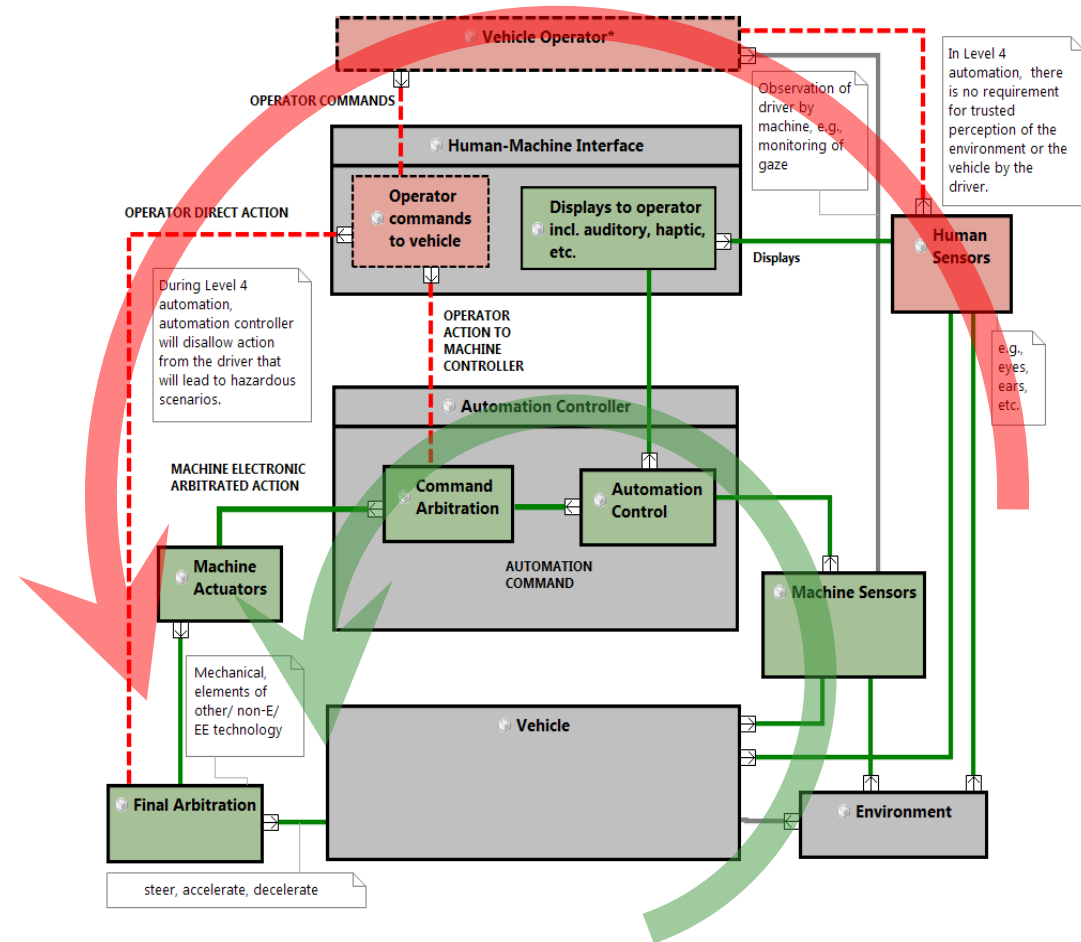 Vehicle Operator*
OPERATOR COMMANDS
Observation of
driver by
machine, e.g.,
monitoring of
gaze
In Level 4
automation, there
is no requirement
for trusted
perception of the
environment or the
vehicle by the
driver.
Human-Machine Interface
Operator
commands
to vehicle
Displays to operator
incl. auditory, haptic,
etc.
OPERATOR DIRECT ACTION
Displays
Human
Sensors
During Level 4
automation,
automation controller
will disallow action
from the driver that
will lead to hazardous
scenarios.
OPERATOR
ACTION TO
MACHINE
CONTROLLER
e.g.,
eyes,
ears,
etc.
Automation Controller
MACHINE ELECTRONIC
ARBITRATED ACTION
Command
Arbitration
Automation
Control
AUTOMATION
COMMAND
Machine
Actuators
Machine Sensors
Mechanical,
elements of
other/ non-E/
EE technology
Vehicle
Final Arbitration
Environment
steer, accelerate, decelerate